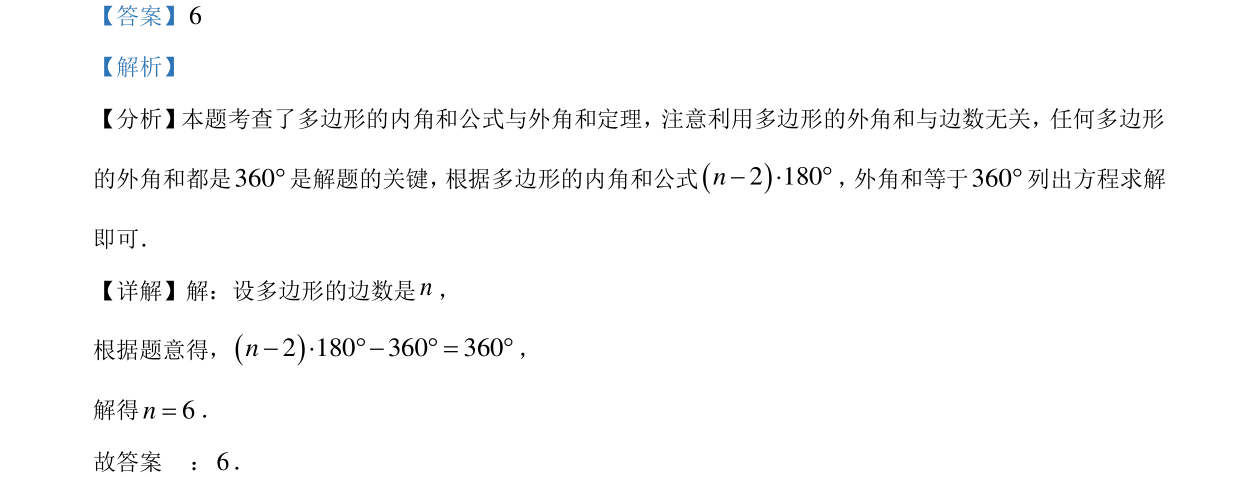 【答案】6
【解析】
【分析】本题考查了多边形的内角和公式与外角和定理，注意利用多边形的外角和与边数无关，任何多边形
的外角和都是360°是解题的关键，根据多边形的内角和公式(n−2)·180°，外角和等于360°列出方程求解
即可．
【详解】解：设多边形的边数是n，
根据题意得，(n−2)·180°−360°=360°，
解得n=6．
故答案 ：6．